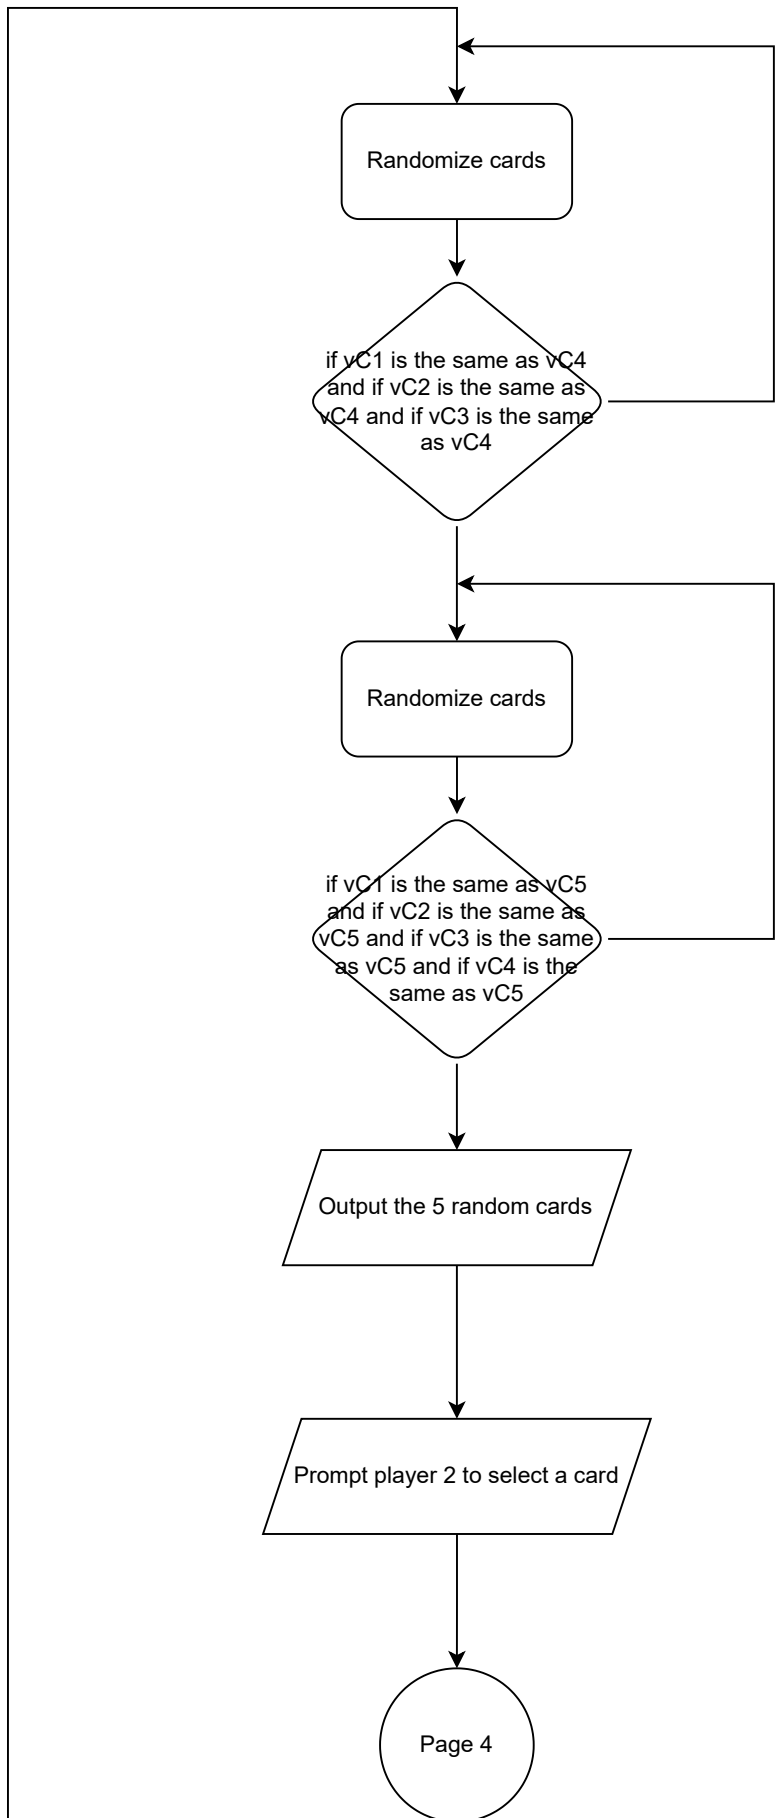 Randomize cards
if vC1 is the same as vC4
and if vC2 is the same as
vC4 and if vC3 is the same
as vC4
Randomize cards
if vC1 is the same as vC5
and if vC2 is the same as
vC5 and if vC3 is the same
as vC5 and if vC4 is the
same as vC5
Output the 5 random cards
Prompt player 2 to select a card
Page 4